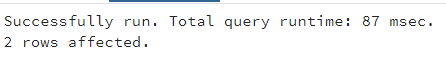 Successfully run. Total query runtime: 87 msec.
2 rows affected.